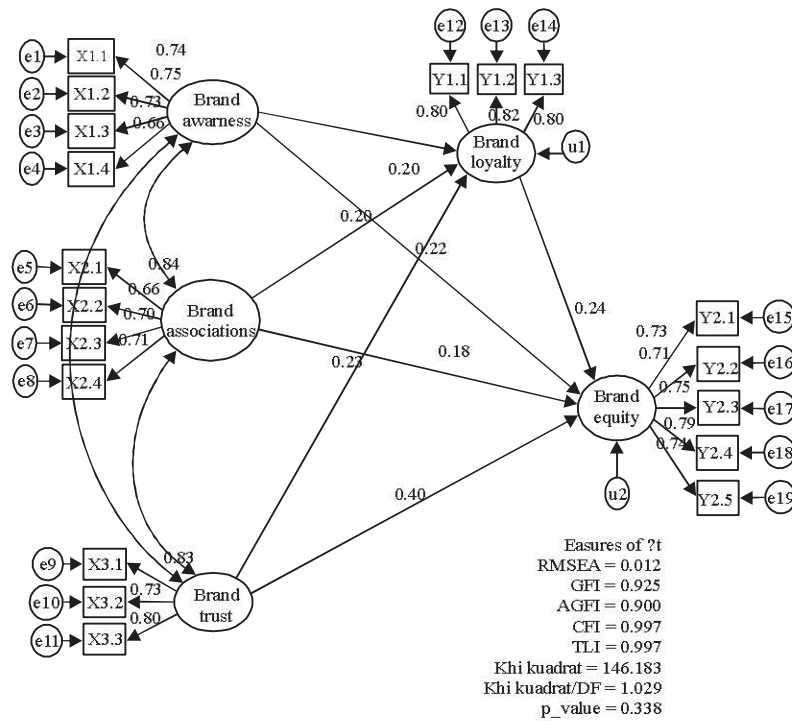 e12 e13 e14
e1 X1.1 0.74
Y1.1 Y1.2 Y1.3
e2 X1.2 0.75
e3 X1.3 0.73
Brand
awarness
0.80 0.82 0.80
e4 X1.4 0.66
Brand
loyalty
u1
0.20
0.20
0.22
e5 X2.1 0.84
e6 X2.2 0.66
e7 X2.3 0.70
e8 X2.4 0.71
Brand
associations
0.24
0.23
0.18
Y2.1 e15
0.73
0.71
Y2.2 e16
0.75
Brand
equity
Y2.3 e17
0.79
Y2.4 e18
0.74
Y2.5 e19
u2
0.40
e9 X3.1 0.83
e10 X3.2 0.73
e11 X3.3 0.80
Brand
trust
Easures of ?t
RMSEA = 0.012
GFI = 0.925
AGFI = 0.900
CFI = 0.997
TLI = 0.997
Khi kuadrat = 146.183
Khi kuadrat/DF = 1.029
p_value = 0.338